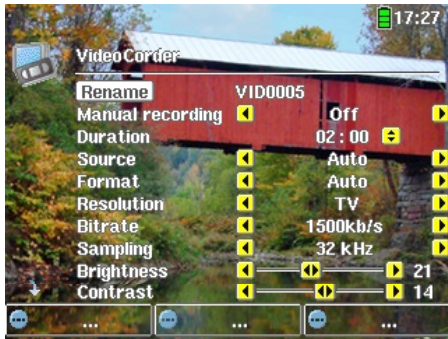 17:27
VideoCorder
Rename VID0005
Manual recording Off
Duration 02:00
Source Auto
Format Auto
Resolution TV
Bitrate 1500kb/s
Sampling 32 kHz
Brightness 21
Contrast 14
... ... ...